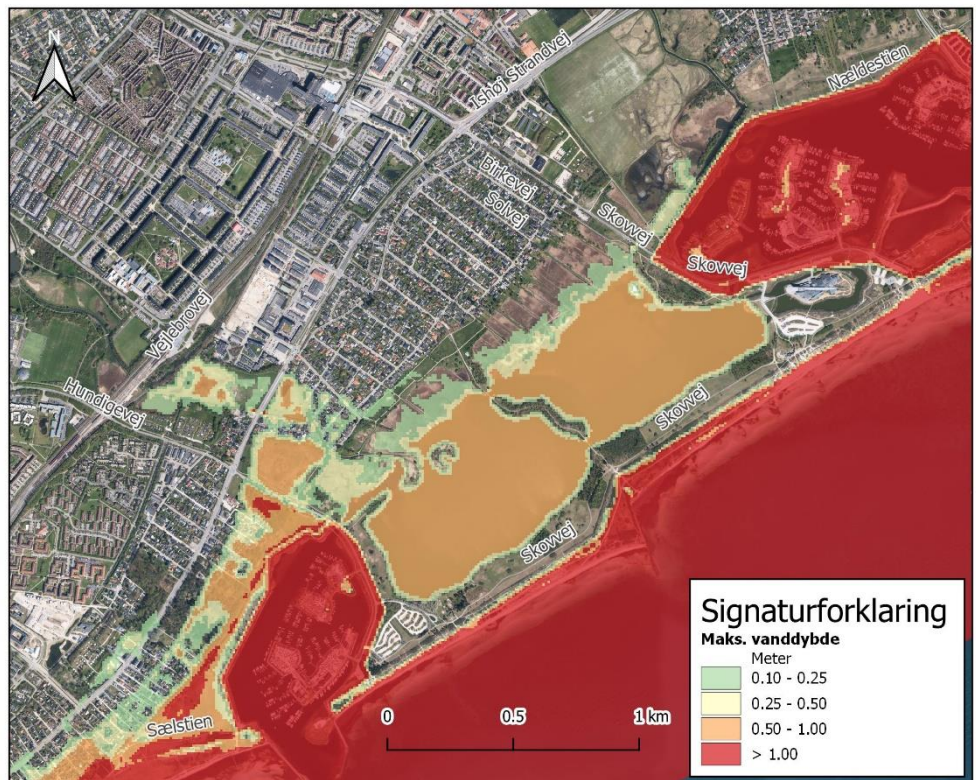 N
Nældestien
Ishøj Strandvej
Birkevej
Solvej
Skovvej
Skovvej
Vejlebrovej
Hundigevej
Skovvej
Skovvej
Sælstien
0 0.5 1 km
Signaturforklaring
Maks. vanddybde
Meter
0.10 - 0.25
0.25 - 0.50
0.50 - 1.00
> 1.00